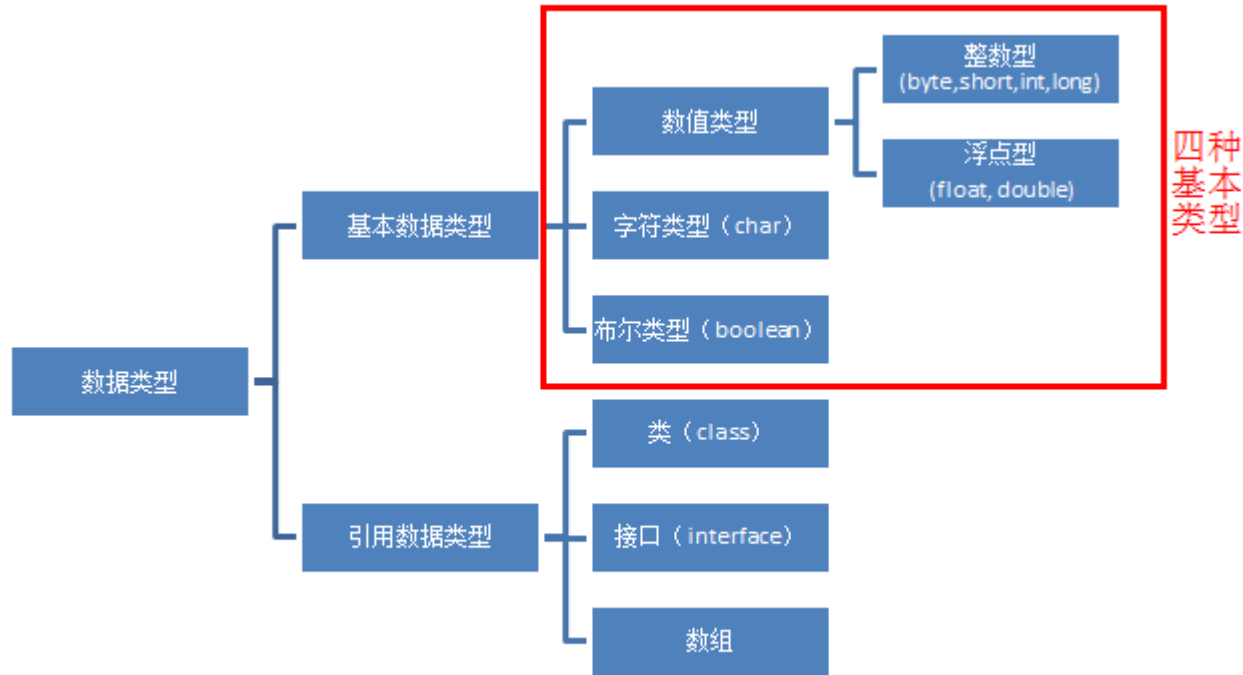 整数型
(byte,short,int,long)
数值类型
浮点型
(float, double)
四种
基本
类型
基本数据类型
字符类型（char）
布尔类型（boolean）
数据类型
类（class）
引用数据类型
接口（interface）
数组